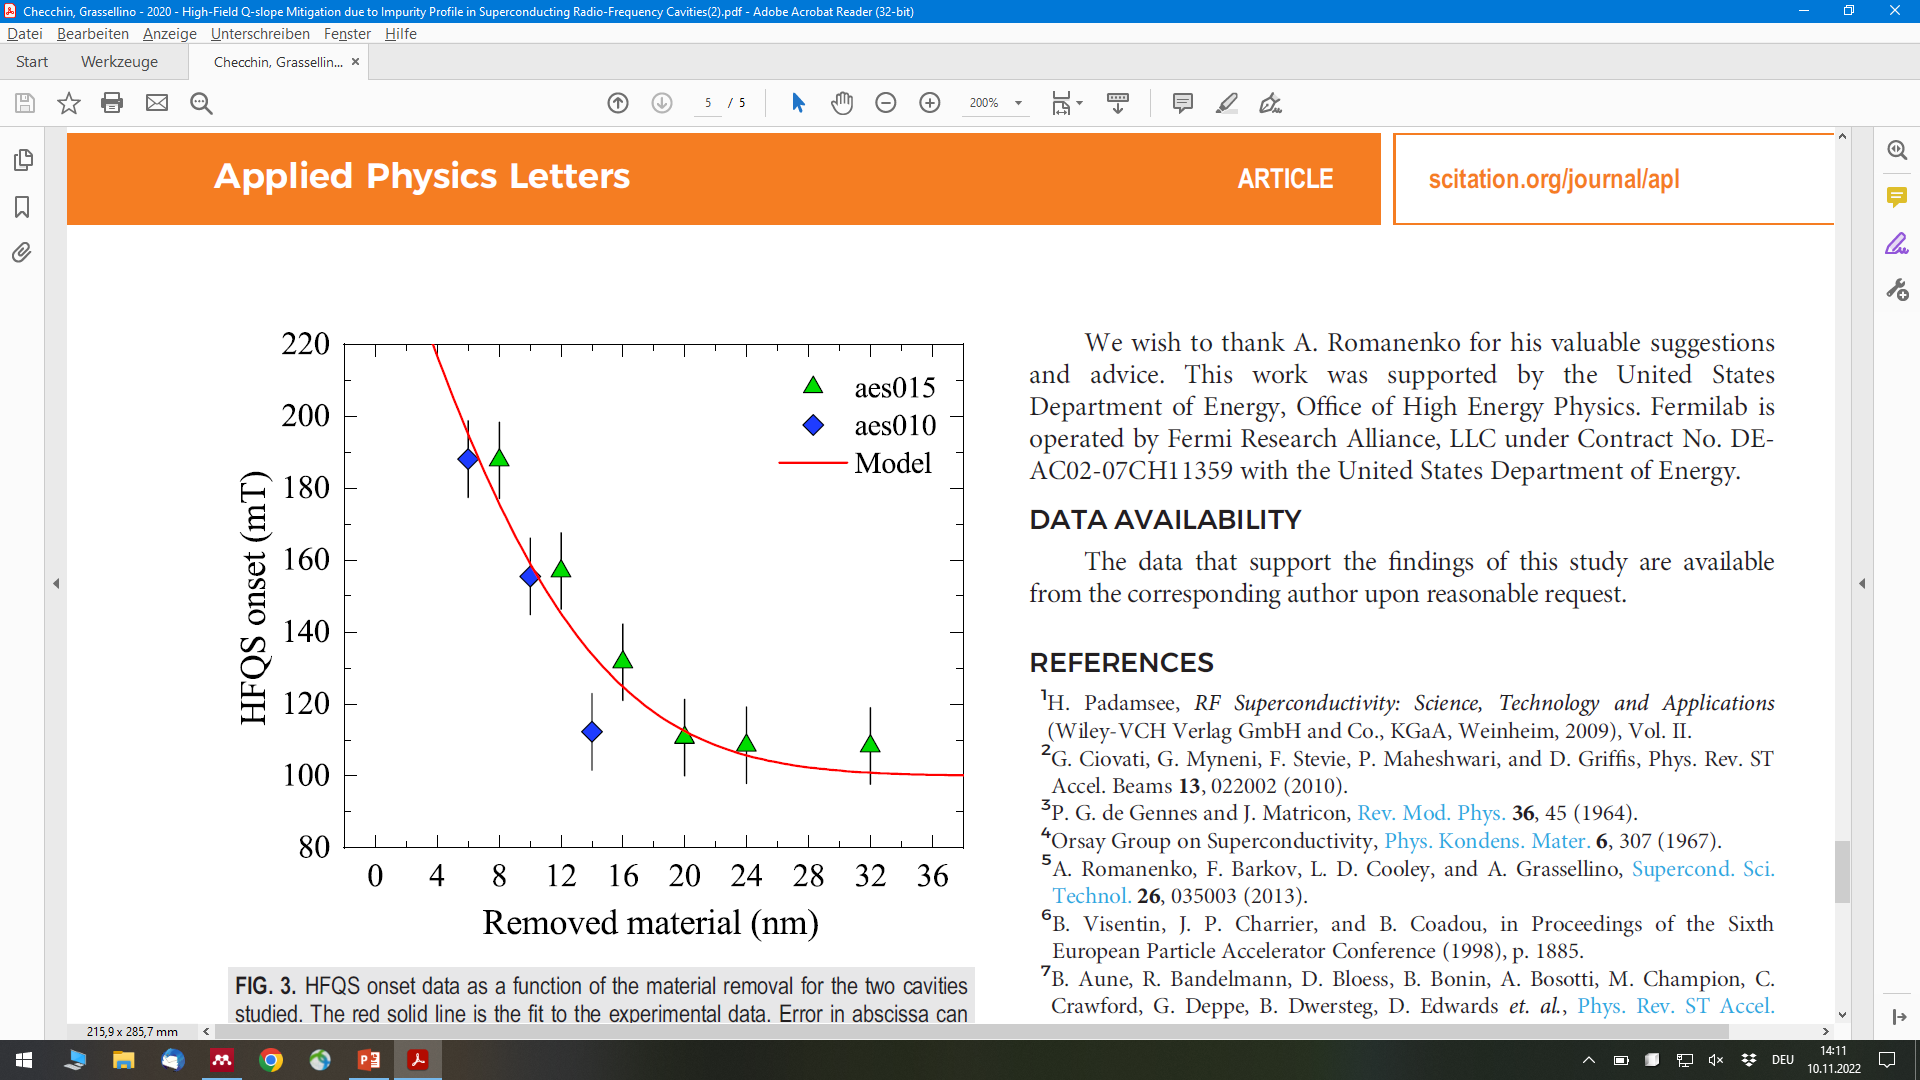 Checchin, Grassellino - 2020 - High-Field Q-slope Mitigation due to Impurity Profile in Superconducting Radio-Frequency Cavities(2).pdf - Adobe Acrobat Reader (32-bit)
Datei Bearbeiten Anzeige Unterschreiben Fenster Hilfe
Start Werkzeuge Checchin, Grassellin...
5 / 5 200%
Applied Physics Letters ARTICLE scitation.org/journal/apl
220
200
180
160
140
120
100
80
HFQS onset (mT)
aes015
aes010
Model
0 4 8 12 16 20 24 28 32 36
Removed material (nm)
FIG. 3. HFQS onset data as a function of the material removal for the two cavities
studied. The red solid line is the fit to the experimental data. Error in abscissa can
We wish to thank A. Romanenko for his valuable suggestions
and advice. This work was supported by the United States
Department of Energy, Office of High Energy Physics. Fermilab is
operated by Fermi Research Alliance, LLC under Contract No. DE-
AC02-07CH11359 with the United States Department of Energy.
DATA AVAILABILITY
The data that support the findings of this study are available
from the corresponding author upon reasonable request.
REFERENCES
1H. Padamsee, RF Superconductivity: Science, Technology and Applications
(Wiley-VCH Verlag GmbH and Co., KGaA, Weinheim, 2009), Vol. II.
2G. Ciovati, G. Myneni, F. Stevie, P. Maheshwari, and D. Griffis, Phys. Rev. ST
Accel. Beams 13, 022002 (2010).
3P. G. de Gennes and J. Matricon, Rev. Mod. Phys. 36, 45 (1964).
4Orsay Group on Superconductivity, Phys. Kondens. Mater. 6, 307 (1967).
5A. Romanenko, F. Barkov, L. D. Cooley, and A. Grassellino, Supercond. Sci.
Technol. 26, 035003 (2013).
6B. Visentin, J. P. Charrier, and B. Coadou, in Proceedings of the Sixth
European Particle Accelerator Conference (1998), p. 1885.
7B. Aune, R. Bandelmann, D. Bloess, B. Bonin, A. Bosotti, M. Champion, C.
Crawford, G. Deppe, B. Dwersteg, D. Edwards et. al., Phys. Rev. ST Accel.
215,9 x 285,7 mm
DEU
14:11
10.11.2022